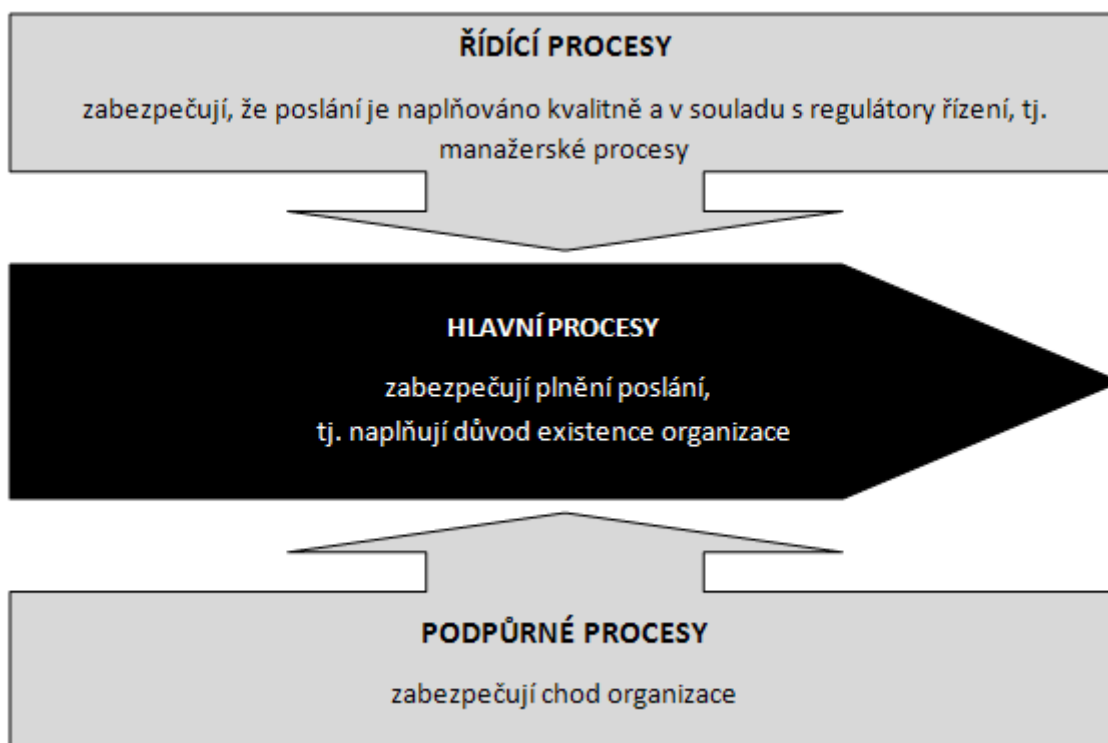 ŘÍDÍCÍ PROCESY
zabezpečují, že poslání je naplňováno kvalitně a v souladu s regulátory řízení, tj.
manažerské procesy
HLAVNÍ PROCESY
zabezpečují plnění poslání,
tj. naplňují důvod existence organizace
PODPŮRNÉ PROCESY
zabezpečují chod organizace